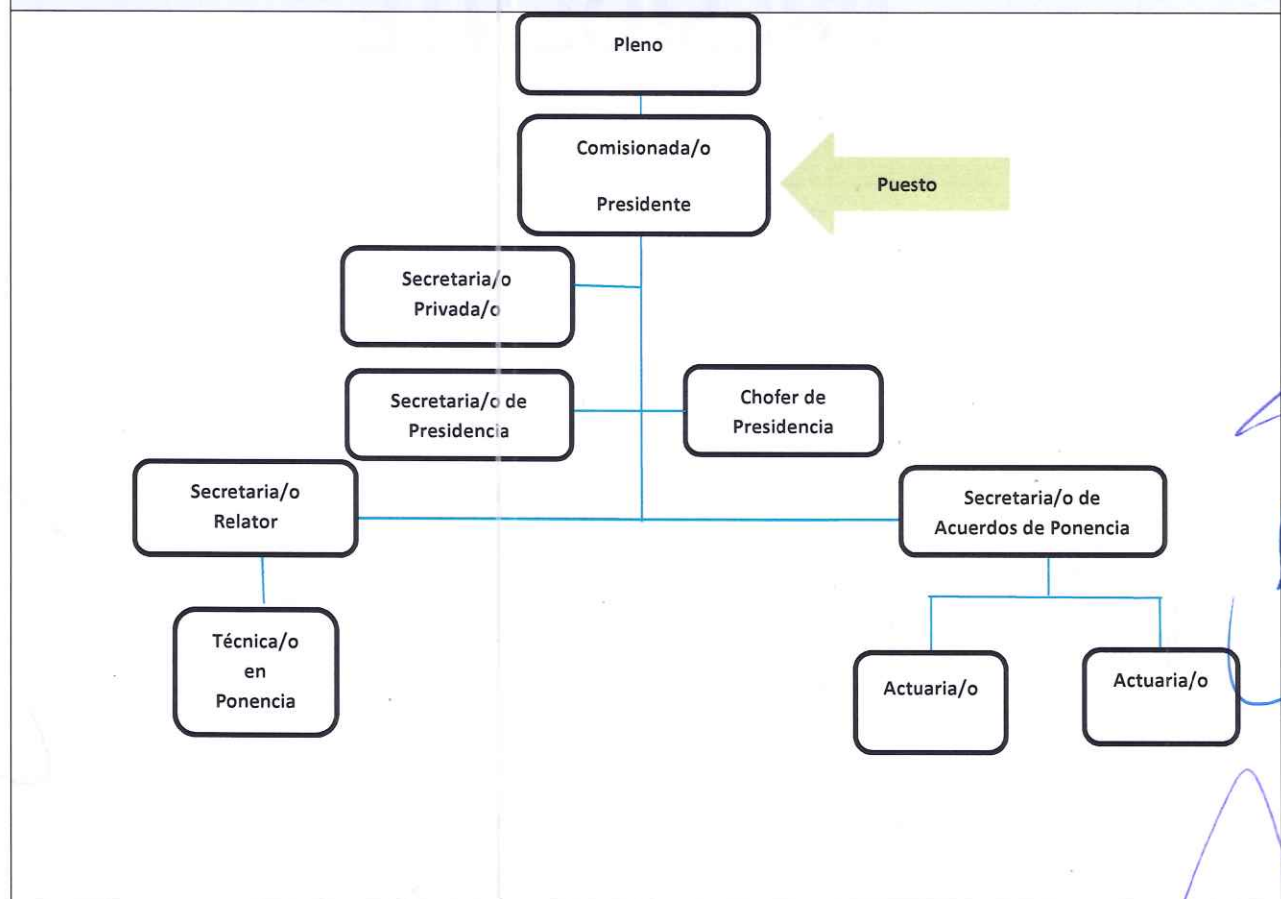 Pleno
Comisionada/o
Presidente
Puesto
Secretaria/o
Privada/o
Secretaria/o de
Presidencia
Chofer de
Presidencia
Secretaria/o
Relator
Secretaria/o de
Acuerdos de Ponencia
Técnica/o
en
Ponencia
Actuaria/o
Actuaria/o